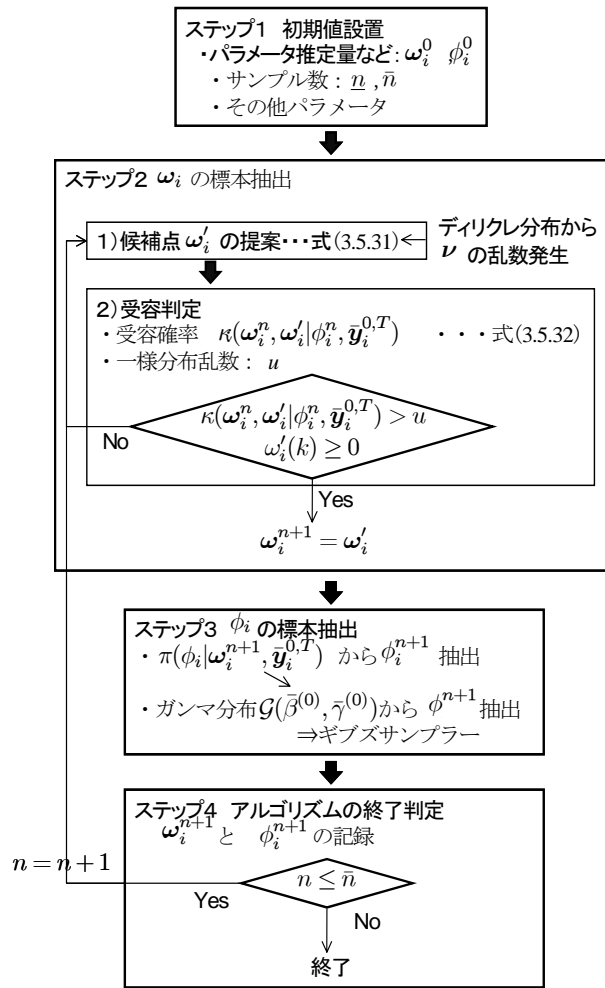 ステップ1 初期値設置
・パラメータ推定量など: ω_i^0 ,ϕ_i^0
・サンプル数: n̲ , n̄
・その他パラメータ
ステップ2 ω_i の標本抽出
1)候補点 ω′_i の提案・・・式(3.5.31)
ディリクレ分布から
ν の乱数発生
2)受容判定
・受容確率 κ(ω_i^n, ω′_i|ϕ_i^n, ȳ_i^{0,T}) ・・・式(3.5.32)
・一様分布乱数: u
κ(ω_i^n, ω′_i|ϕ_i^n, ȳ_i^{0,T}) > u
ω′_i(k) ≥ 0
No
Yes
ω_i^{n+1} = ω′_i
ステップ3 ϕ_i の標本抽出
・ π(ϕ_i|ω_i^{n+1}, ȳ_i^{0,T}) から ϕ_i^{n+1} 抽出
・ガンマ分布 𝒢(β̄^{(0)}, γ̄^{(0)})から ϕ^{n+1} 抽出
⇒ギブズサンプラー
ステップ4 アルゴリズムの終了判定
ω_i^{n+1} と ϕ_i^{n+1} の記録
n = n + 1
n ≤ n̄
Yes
No
終了